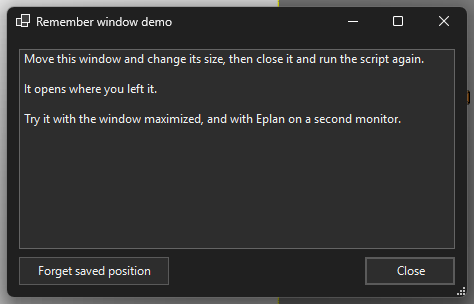 Remember window demo
Move this window and change its size, then close it and run the script again.
It opens where you left it.
Try it with the window maximized, and with Eplan on a second monitor.
Forget saved position
Close